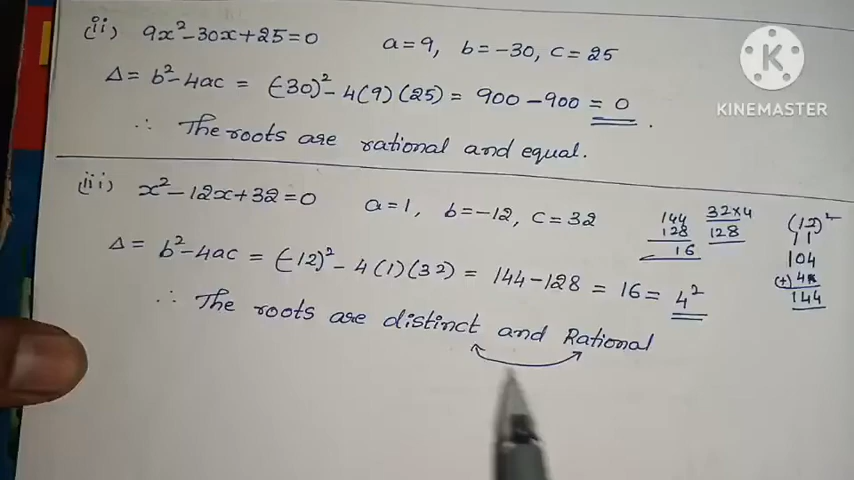 (ii) 9x²-30x+25=0 a=9, b=-30, c=25
Δ= b²-4ac = (-30)²-4(9)(25) = 900-900 = 0.
∴ The roots are rational and equal.
K
KINEMASTER
(iii) x²-12x+32=0 a=1, b=-12, c=32
Δ= b²-4ac = (-12)²-4(1)(32) = 144-128 = 16 = 4²
∴ The roots are distinct and Rational
144
128
16
32x4
128
(12)²
11
104
(+) 4
144